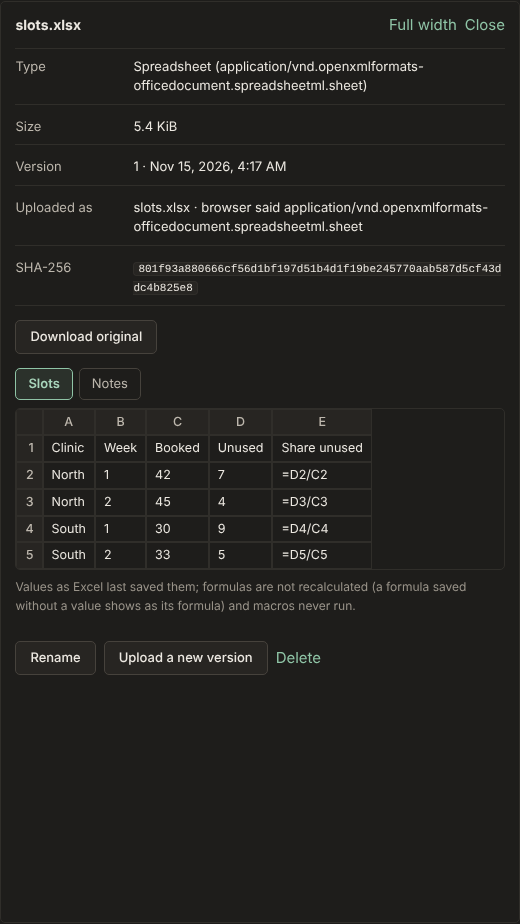 slots.xlsx Full width Close
Type Spreadsheet (application/vnd.openxmlformats-
officedocument.spreadsheetml.sheet)
Size 5.4 KiB
Version 1 · Nov 15, 2026, 4:17 AM
Uploaded as slots.xlsx · browser said application/vnd.openxmlformats-
officedocument.spreadsheetml.sheet
SHA-256 801f93a880666cf56d1bf197d51b4d1f19be245770aab587d5cf43d
dc4b825e8
Download original
Slots Notes
A B C D E
1 Clinic Week Booked Unused Share unused
2 North 1 42 7 =D2/C2
3 North 2 45 4 =D3/C3
4 South 1 30 9 =D4/C4
5 South 2 33 5 =D5/C5
Values as Excel last saved them; formulas are not recalculated (a formula saved
without a value shows as its formula) and macros never run.
Rename Upload a new version Delete